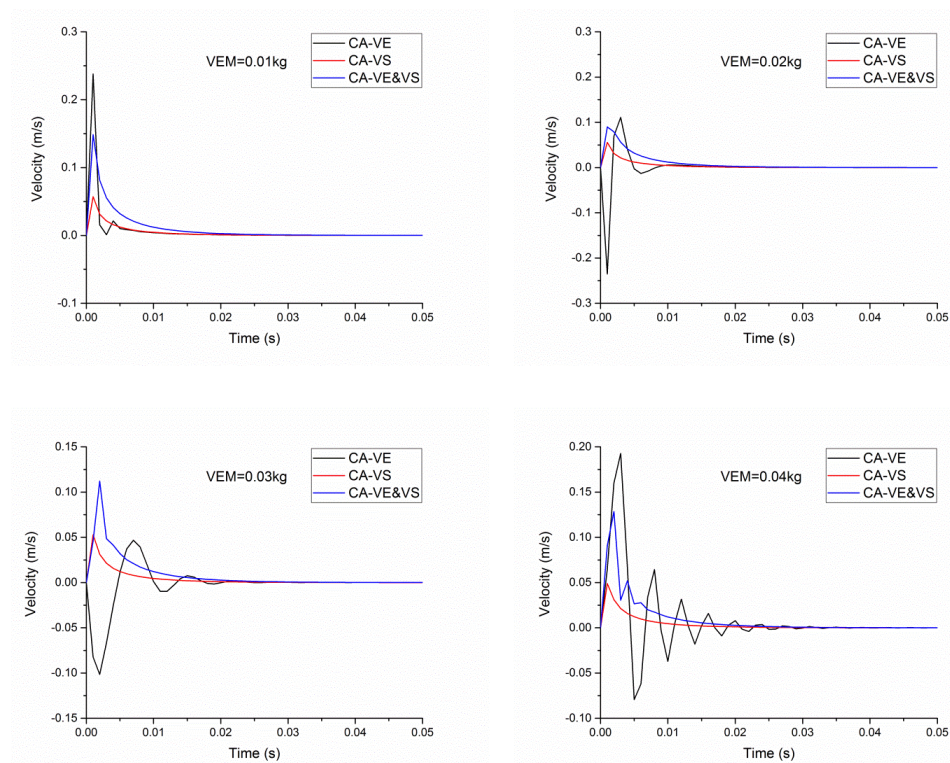 0.3
0.2
0.1
0.0
-0.1
Velocity (m/s)
VEM=0.01kg
CA-VE
CA-VS
CA-VE&VS
0.00 0.01 0.02 0.03 0.04 0.05
Time (s)
0.3
0.2
0.1
0.0
-0.1
-0.2
-0.3
Velocity (m/s)
VEM=0.02kg
CA-VE
CA-VS
CA-VE&VS
0.00 0.01 0.02 0.03 0.04 0.05
Time (s)
0.15
0.10
0.05
0.00
-0.05
-0.10
-0.15
Velocity (m/s)
VEM=0.03kg
CA-VE
CA-VS
CA-VE&VS
0.00 0.01 0.02 0.03 0.04 0.05
Time (s)
0.20
0.15
0.10
0.05
0.00
-0.05
-0.10
Velocity (m/s)
VEM=0.04kg
CA-VE
CA-VS
CA-VE&VS
0.00 0.01 0.02 0.03 0.04 0.05
Time (s)